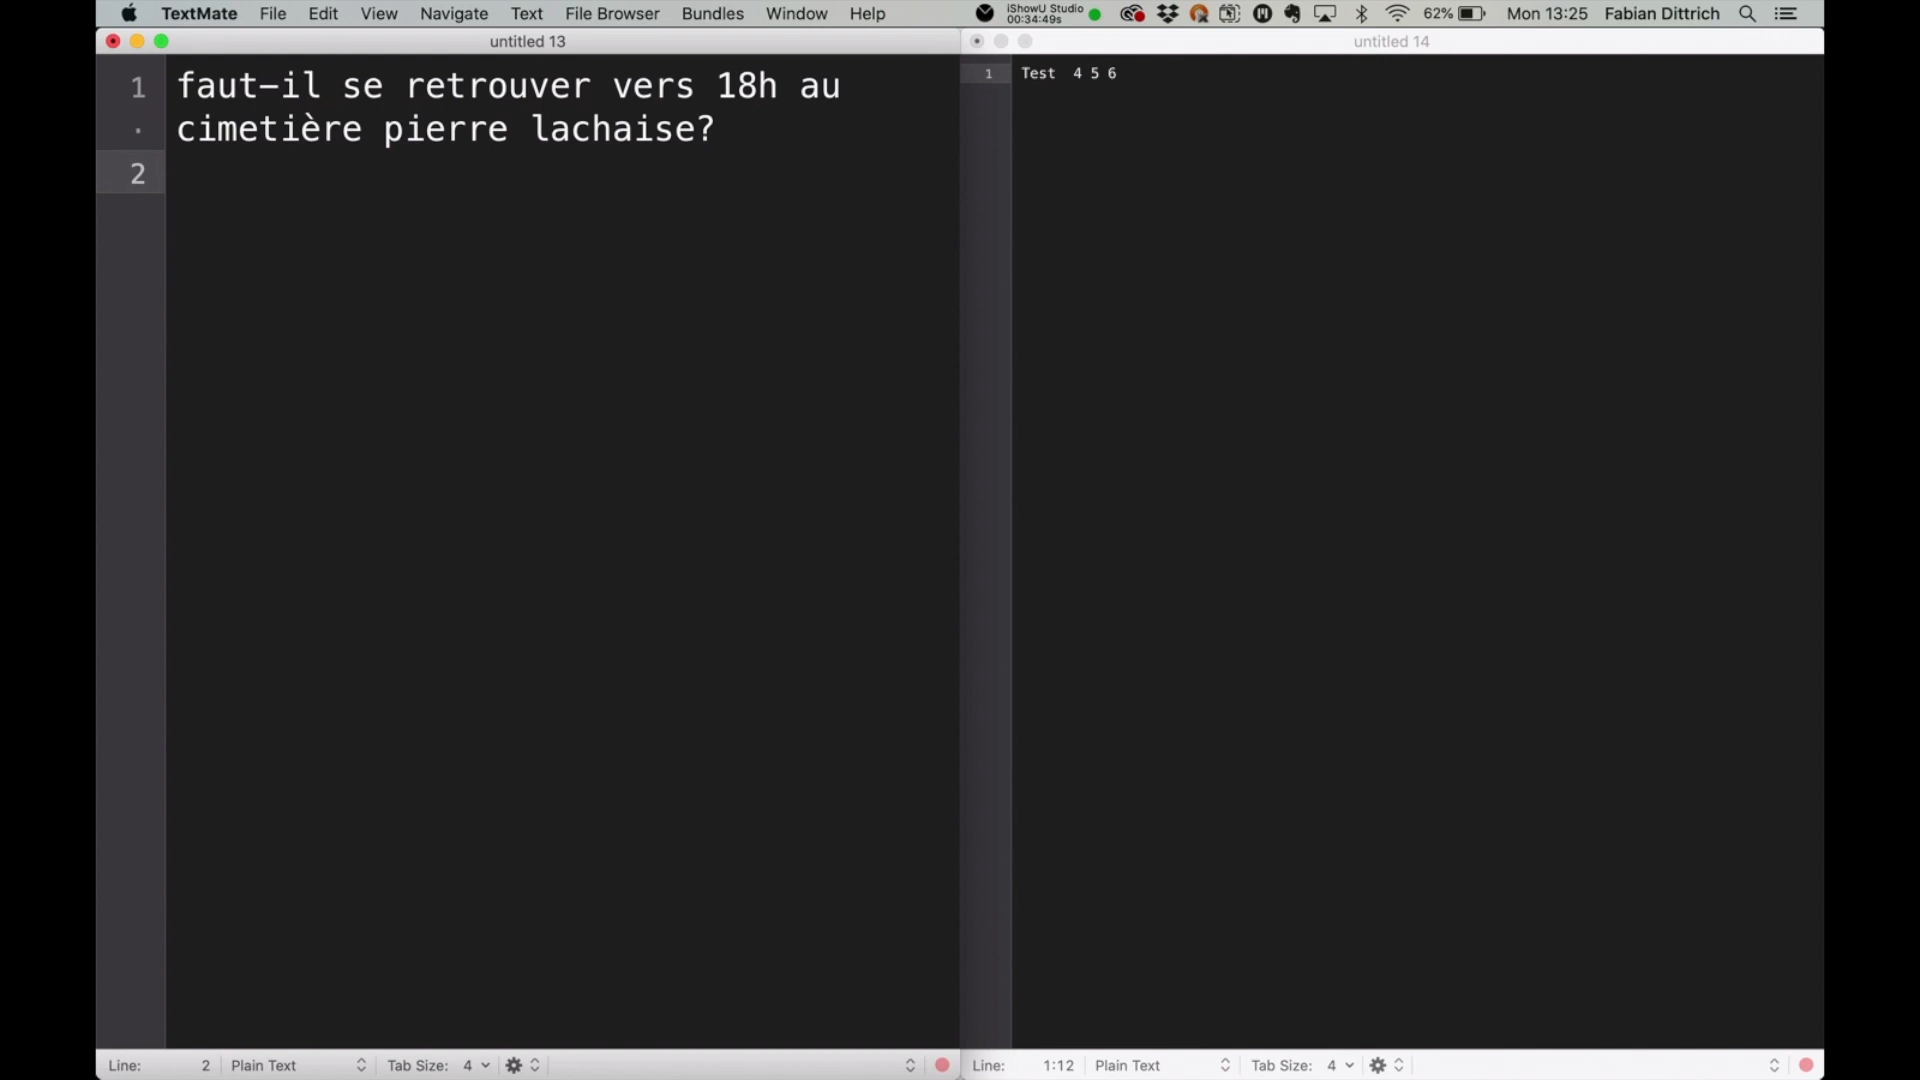 TextMate File Edit View Navigate Text File Browser Bundles Window Help iShowU Studio 00:34:49s 62% Mon 13:25 Fabian Dittrich
untitled 13
1 faut-il se retrouver vers 18h au
cimetière pierre lachaise?
2
Line: 2 Plain Text Tab Size: 4
untitled 14
1 Test 4 5 6
Line: 1:12 Plain Text Tab Size: 4